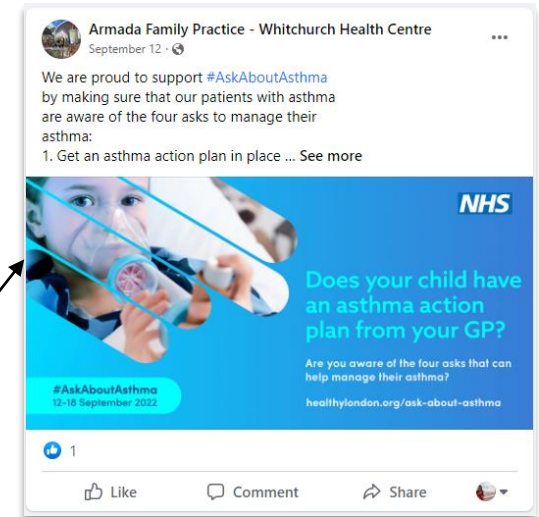 Armada Family Practice - Whitchurch Health Centre
September 12 ·
We are proud to support #AskAboutAsthma
by making sure that our patients with asthma
are aware of the four asks to manage their
asthma:
1. Get an asthma action plan in place ... See more
NHS
Does your child have
an asthma action
plan from your GP?
Are you aware of the four asks that can
help manage their asthma?
#AskAboutAsthma
12-18 September 2022
healthylondon.org/ask-about-asthma
1
Like
Comment
Share